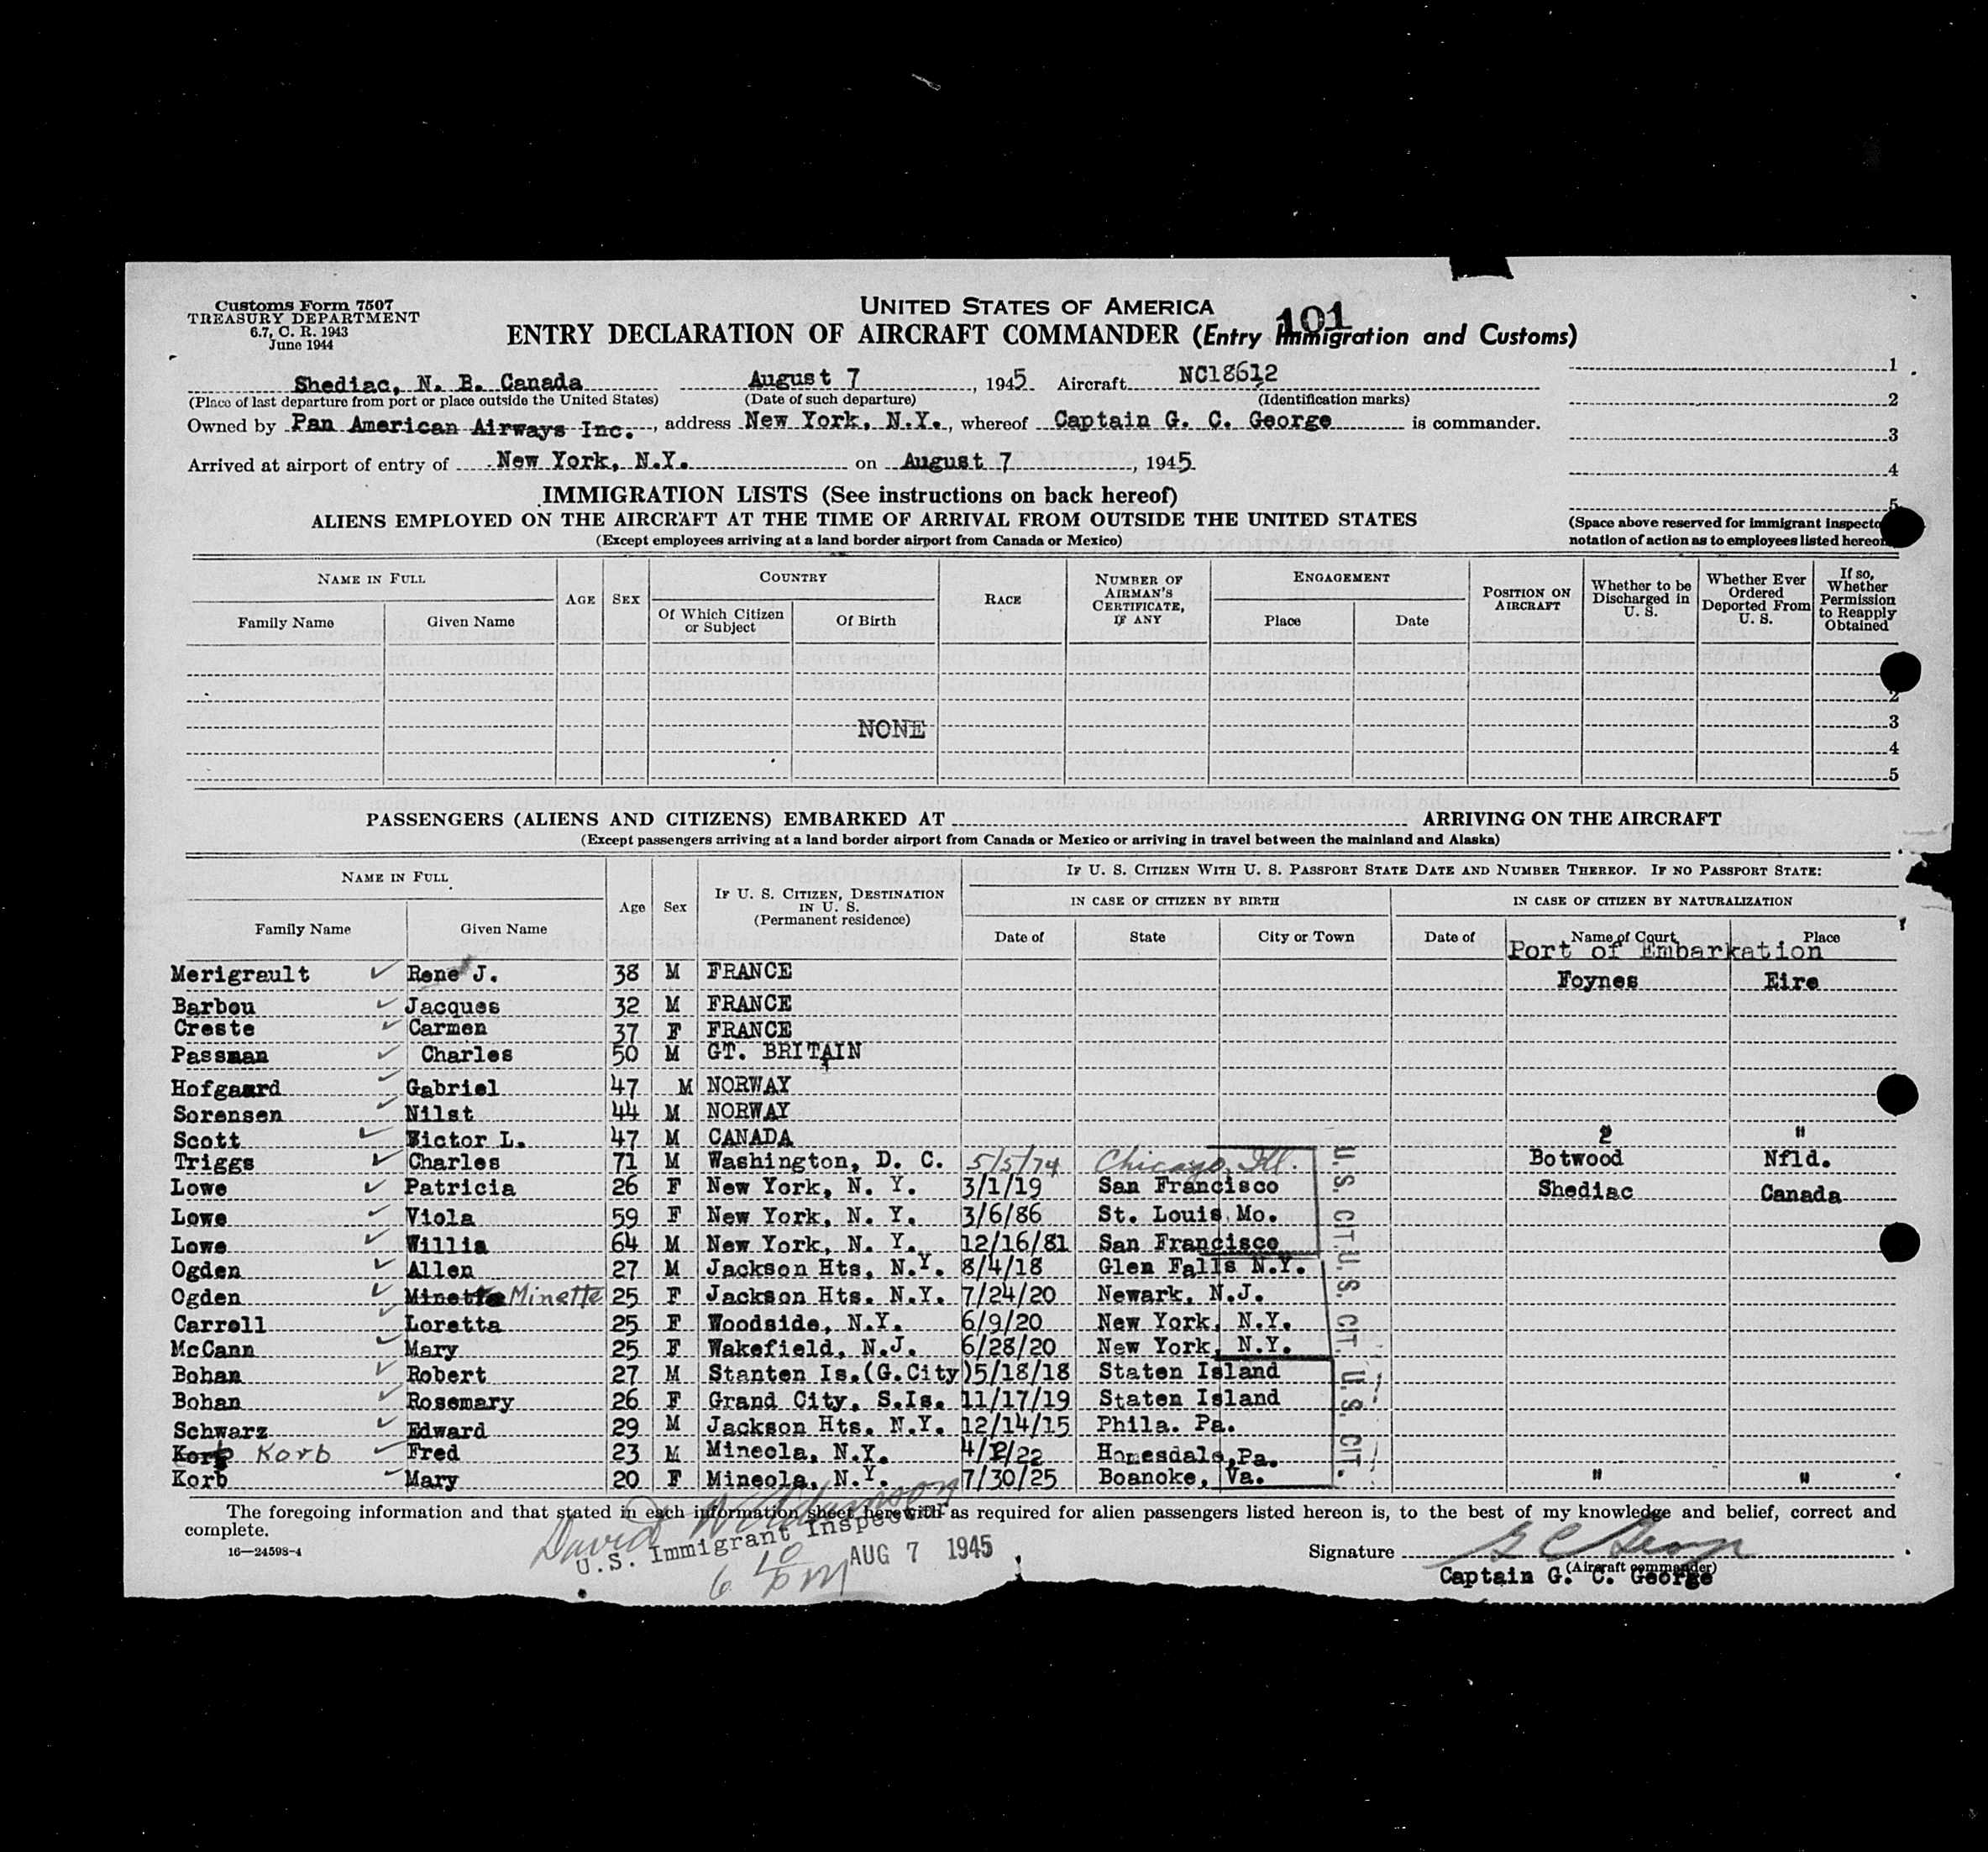 Customs Form 7507
TREASURY DEPARTMENT
6.7, C. R. 1943
June 1944
UNITED STATES OF AMERICA
101
ENTRY DECLARATION OF AIRCRAFT COMMANDER (Entry Immigration and Customs)
Shediac, N. B. Canada August 7, 1945 Aircraft NC18612
(Place of last departure from port or place outside the United States) (Date of such departure) (Identification marks)
Owned by Pan American Airways Inc., address New York, N.Y., whereof Captain G. C. George is commander.
Arrived at airport of entry of New York, N.Y. on August 7, 1945
1
2
3
4
5
(Space above reserved for immigrant
notation of action as to employees listed
IMMIGRATION LISTS (See instructions on back hereof)
ALIENS EMPLOYED ON THE AIRCRAFT AT THE TIME OF ARRIVAL FROM OUTSIDE THE UNITED STATES
(Except employees arriving at a land border airport from Canada or Mexico)
NAME IN FULL AGE SEX COUNTRY RACE NUMBER OF AIRMAN'S CERTIFICATE, IF ANY ENGAGEMENT POSITION ON AIRCRAFT Whether to be Discharged in U. S. Whether Ever Ordered Deported From U. S. If so, Whether Permission to Reapply Obtained
Family Name Given Name Of Which Citizen or Subject Of Birth Place Date
2
NONE 3
4
5
PASSENGERS (ALIENS AND CITIZENS) EMBARKED AT ARRIVING ON THE AIRCRAFT
(Except passengers arriving at a land border airport from Canada or Mexico or arriving in travel between the mainland and Alaska)
NAME IN FULL Age Sex IF U. S. CITIZEN, DESTINATION IN U. S. (Permanent residence) IF U. S. CITIZEN WITH U. S. PASSPORT STATE DATE AND NUMBER THEREOF. IF NO PASSPORT STATE:
IN CASE OF CITIZEN BY BIRTH IN CASE OF CITIZEN BY NATURALIZATION
Family Name Given Name Date of State City or Town Date of Name of Court Place
Port of Embarkation
Merigrault Rene J. 38 M FRANCE Foynes Eire
Barbou Jacques 32 M FRANCE
Creste Carmen 37 F FRANCE
Passman Charles 50 M GT. BRITAIN
Hofgaard Gabriel 47 M NORWAY
Sorensen Nilst 44 M NORWAY
Scott Victor L. 47 M CANADA "
Triggs Charles 71 M Washington, D. C. 5/5/74 Chicago, Ill. Botwood Nfld.
Lowe Patricia 26 F New York, N. Y. 3/1/19 San Francisco Shediac Canada
Lowe Viola 59 F New York, N. Y. 3/6/86 St. Louis, Mo.
Lowe Willia 64 M New York, N. Y. 12/16/81 San Francisco
Ogden Allen 27 M Jackson Hts, N.Y. 8/4/18 Glen Falls N.Y.
Ogden Minette 25 F Jackson Hts. N.Y. 7/24/20 Newark, N.J.
Carroll Loretta 25 F Woodside, N.Y. 6/9/20 New York, N.Y.
McCann Mary 25 F Wakefield, N.J. 6/28/20 New York, N.Y.
Bohan Robert 27 M Stanten Is.(G.City) 5/18/18 Staten Island
Bohan Rosemary 26 F Grand City, S.Is. 11/17/19 Staten Island
Schwarz Edward 29 M Jackson Hts. N.Y. 12/14/15 Phila. Pa.
Korb Fred 23 M Mineola, N.Y. Honesdale, Pa.
Korb Mary 20 F Mineola, N.Y. 7/30/25 Boanoke, Va. " "
U.S. CIT.
U.S. CIT.
U.S. CIT.
The foregoing information and that stated in each information sheet herewith as required for alien passengers listed hereon is, to the best of my knowledge and belief, correct and
complete.
16—24598-4
David
U.S. Immigrant Inspector
AUG 7 1945
6 10 PM
Signature G C George
(Aircraft commander)
Captain G. C. George